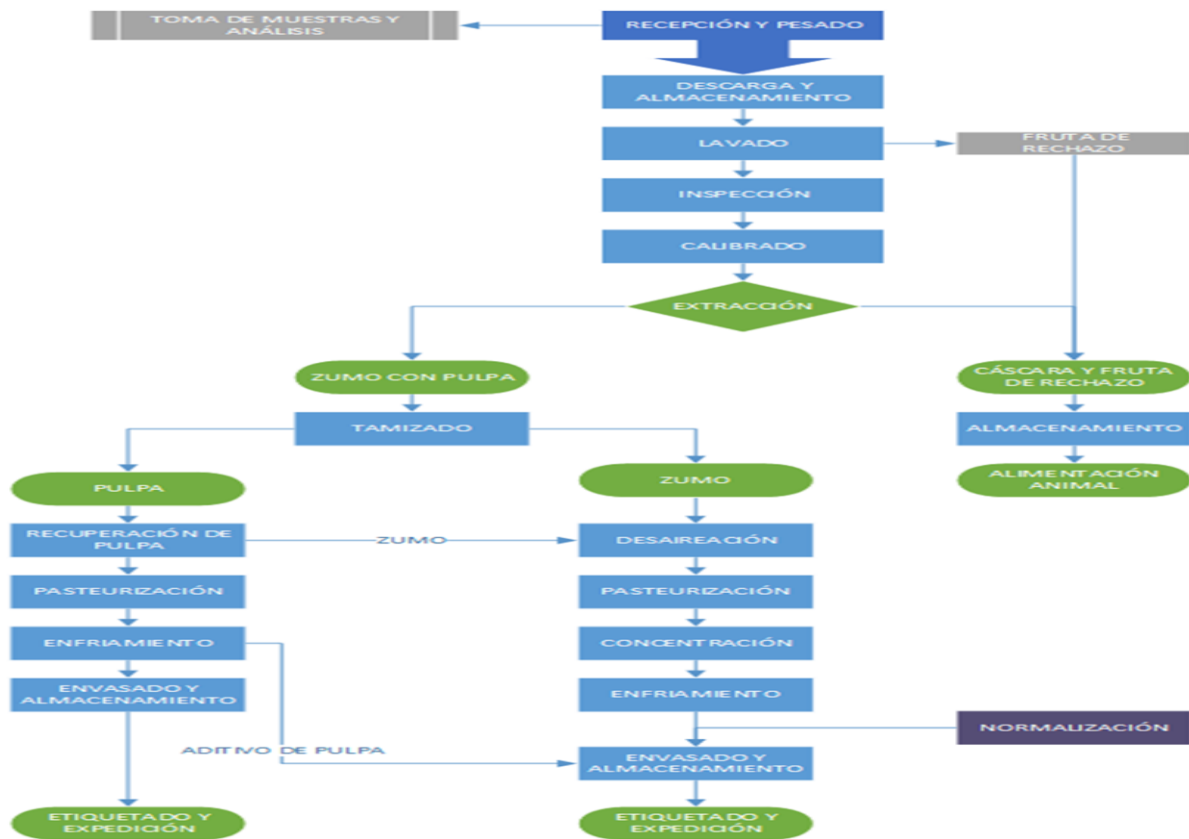 TOMA DE MUESTRAS Y
ANÁLISIS
RECEPCIÓN Y PESADO
DESCARGA Y
ALMACENAMIENTO
LAVADO
FRUTA DE
RECHAZO
INSPECCIÓN
CALIBRADO
EXTRACCIÓN
ZUMO CON PULPA
CÁSCARA Y FRUTA
DE RECHAZO
TAMIZADO
ALMACENAMIENTO
PULPA
ZUMO
ALIMENTACIÓN
ANIMAL
RECUPERACIÓN DE
PULPA
ZUMO
DESAIREACIÓN
PASTEURIZACIÓN
PASTEURIZACIÓN
ENFRIAMIENTO
CONCENTRACIÓN
ENVASADO Y
ALMACENAMIENTO
ENFRIAMIENTO
NORMALIZACIÓN
ADITIVO DE PULPA
ENVASADO Y
ALMACENAMIENTO
ETIQUETADO Y
EXPEDICIÓN
ETIQUETADO Y
EXPEDICIÓN